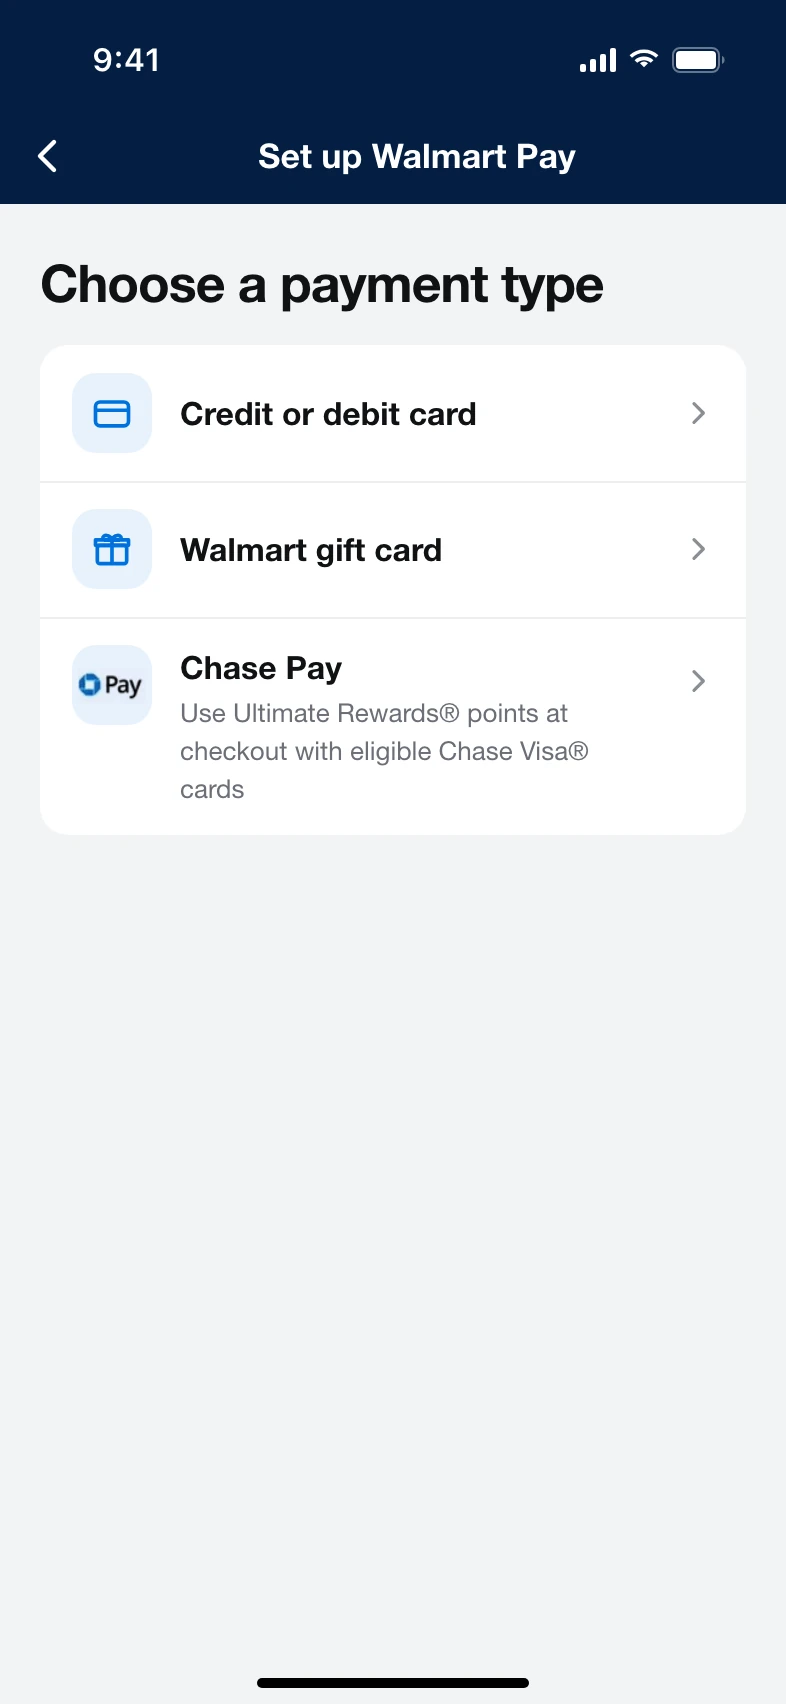 9:41
Set up Walmart Pay
Choose a payment type
Credit or debit card
Walmart gift card
Pay
Chase Pay
Use Ultimate Rewards® points at
checkout with eligible Chase Visa®
cards